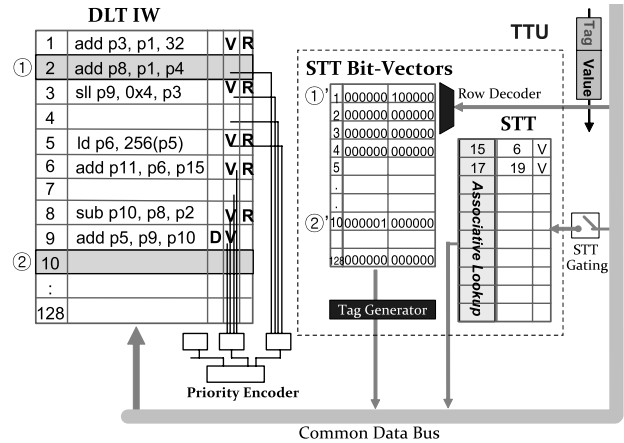 DLT IW
1 add p3, p1, 32 V R
① 2 add p8, p1, p4
3 sll p9, 0x4, p3 V R
4
5 ld p6, 256(p5) V R
6 add p11, p6, p15 V R
7
8 sub p10, p8, p2 V R
9 add p5, p9, p10 D V
② 10
:
128
Priority Encoder
TTU
STT Bit-Vectors
①' 1 000000 100000
2 000000 000000
3 000000 000000
4 000000 000000
5
.
.
②' 10 000001 000000
128 000000 000000
Row Decoder
Tag Generator
STT
15 6 V
17 19 V
Associative Lookup
Tag
Value
STT
Gating
Common Data Bus